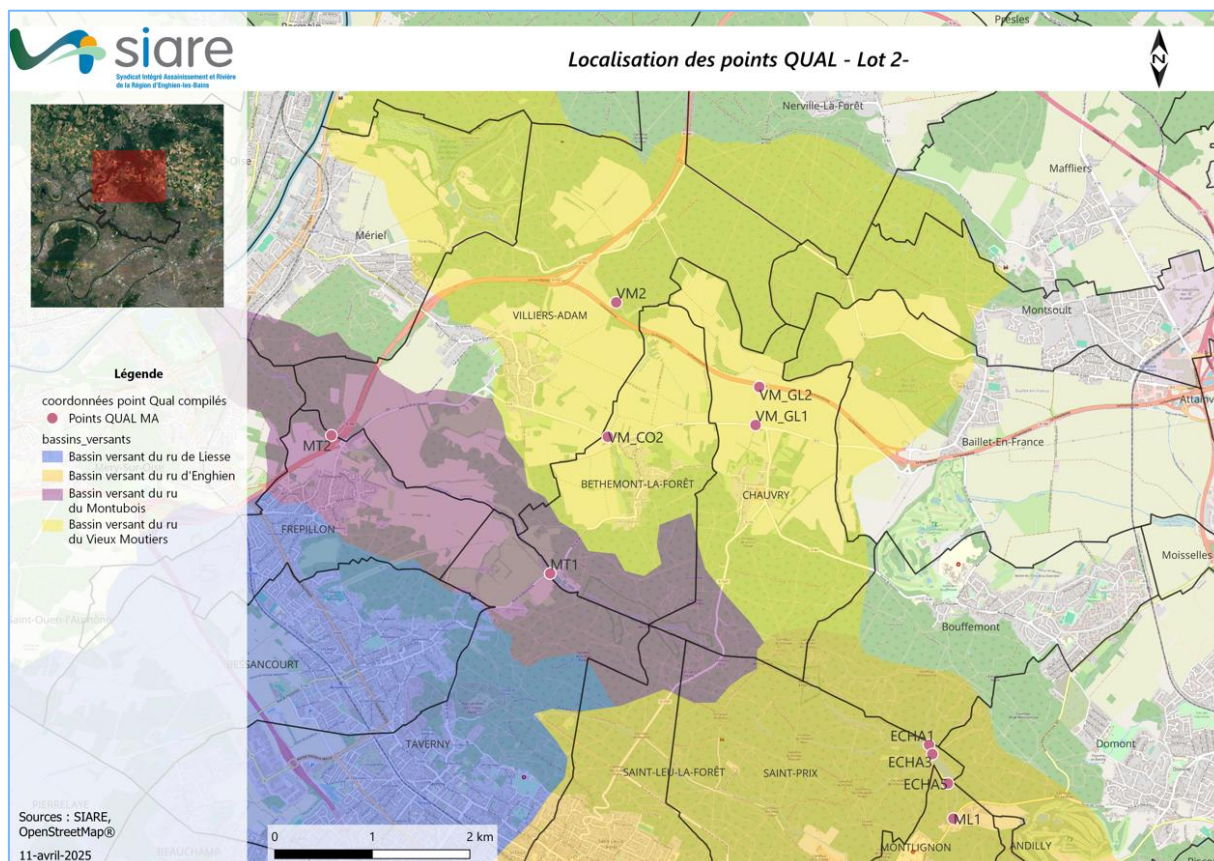 Presles
siare
Syndicat Intégré Assainissement et Rivière
de la Région d'Enghien-les-Bains
Localisation des points QUAL - Lot 2-
N
Nerville-La-Forêt
Maffliers
Mériel
Montsoult
VM2
VILLIERS-ADAM
Légende
coordonnées point Qual compilés
Points QUAL MA
bassins_versants
Bassin versant du ru de Liesse
Bassin versant du ru d'Enghien
Bassin versant du ru
du Montubois
Bassin versant du ru
du Vieux Moutiers
VM_GL2
VM_GL1
VM_CO2
MT2
Baillet-En-France
BETHEMONT-LA-FORÊT
CHAUVRY
FREPILLON
MT1
Moisselles
Saint-Ouen-l'Aumône
Bouffemont
BESSANCOURT
TAVERNY
ECHA1
ECHA3
ECHA5
Domont
SAINT-LEU-LA-FORÊT
SAINT-PRIX
ML1
MONTLIGNON
ANDILLY
PIERRELAYE
BEAUCHAMP
Sources : SIARE,
OpenStreetMap®
11-avril-2025
0 1 2 km